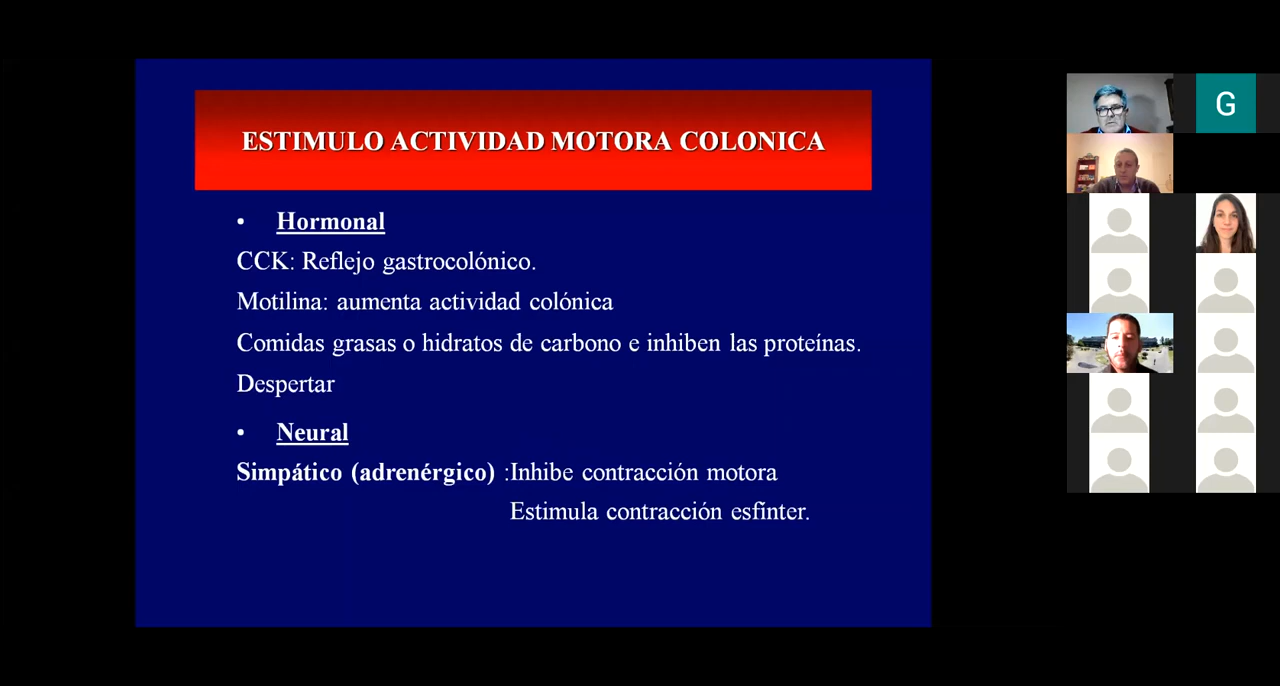 ESTIMULO ACTIVIDAD MOTORA COLONICA
G
• Hormonal
CCK: Reflejo gastrocolónico.
Motilina: aumenta actividad colónica
Comidas grasas o hidratos de carbono e inhiben las proteínas.
Despertar
• Neural
Simpático (adrenérgico) :Inhibe contracción motora
Estimula contracción esfínter.